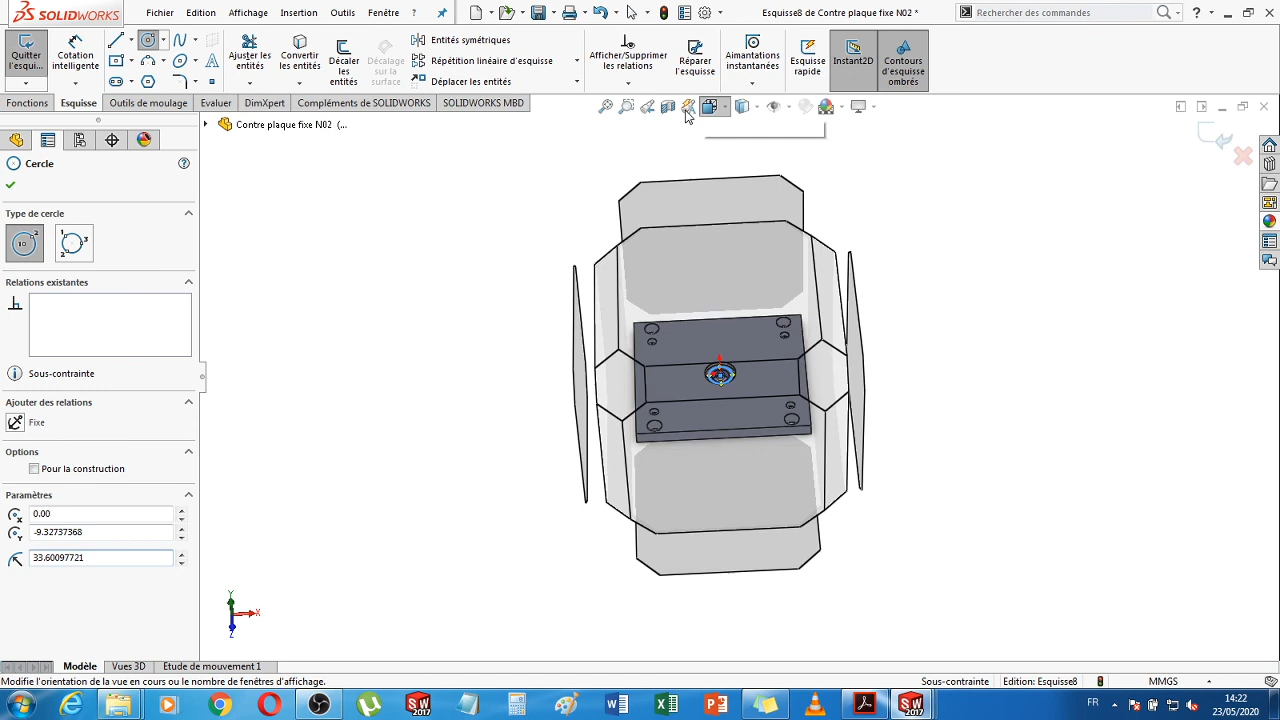 SOLIDWORKS
Fichier
Edition
Affichage
Insertion
Outils
Fenêtre
?
Esquisse8 de Contre plaque fixe N02 *
Rechercher des commandes
?
Quitter l'esqui...
Cotation intelligente
Ajuster les entités
Convertir les entités
Décaler les entités
Décalage sur la surface
Entités symétriques
Répétition linéaire d'esquisse
Déplacer les entités
Afficher/Supprimer les relations
Réparer l'esquisse
Aimantations instantanées
Esquisse rapide
Instant2D
Contours d'esquisse ombrés
Fonctions
Esquisse
Outils de moulage
Evaluer
DimXpert
Compléments de SOLIDWORKS
SOLIDWORKS MBD
Contre plaque fixe N02 (...
Cercle
Type de cercle
Relations existantes
Sous-contrainte
Ajouter des relations
Fixe
Options
Pour la construction
Paramètres
0.00
-9.32737368
33.60097721
Y
X
Z
Modèle
Vues 3D
Etude de mouvement 1
Modifie l'orientation de la vue en cours ou le nombre de fenêtres d'affichage.
Sous-contrainte
Edition: Esquisse8
MMGS
FR
14:22
23/05/2020